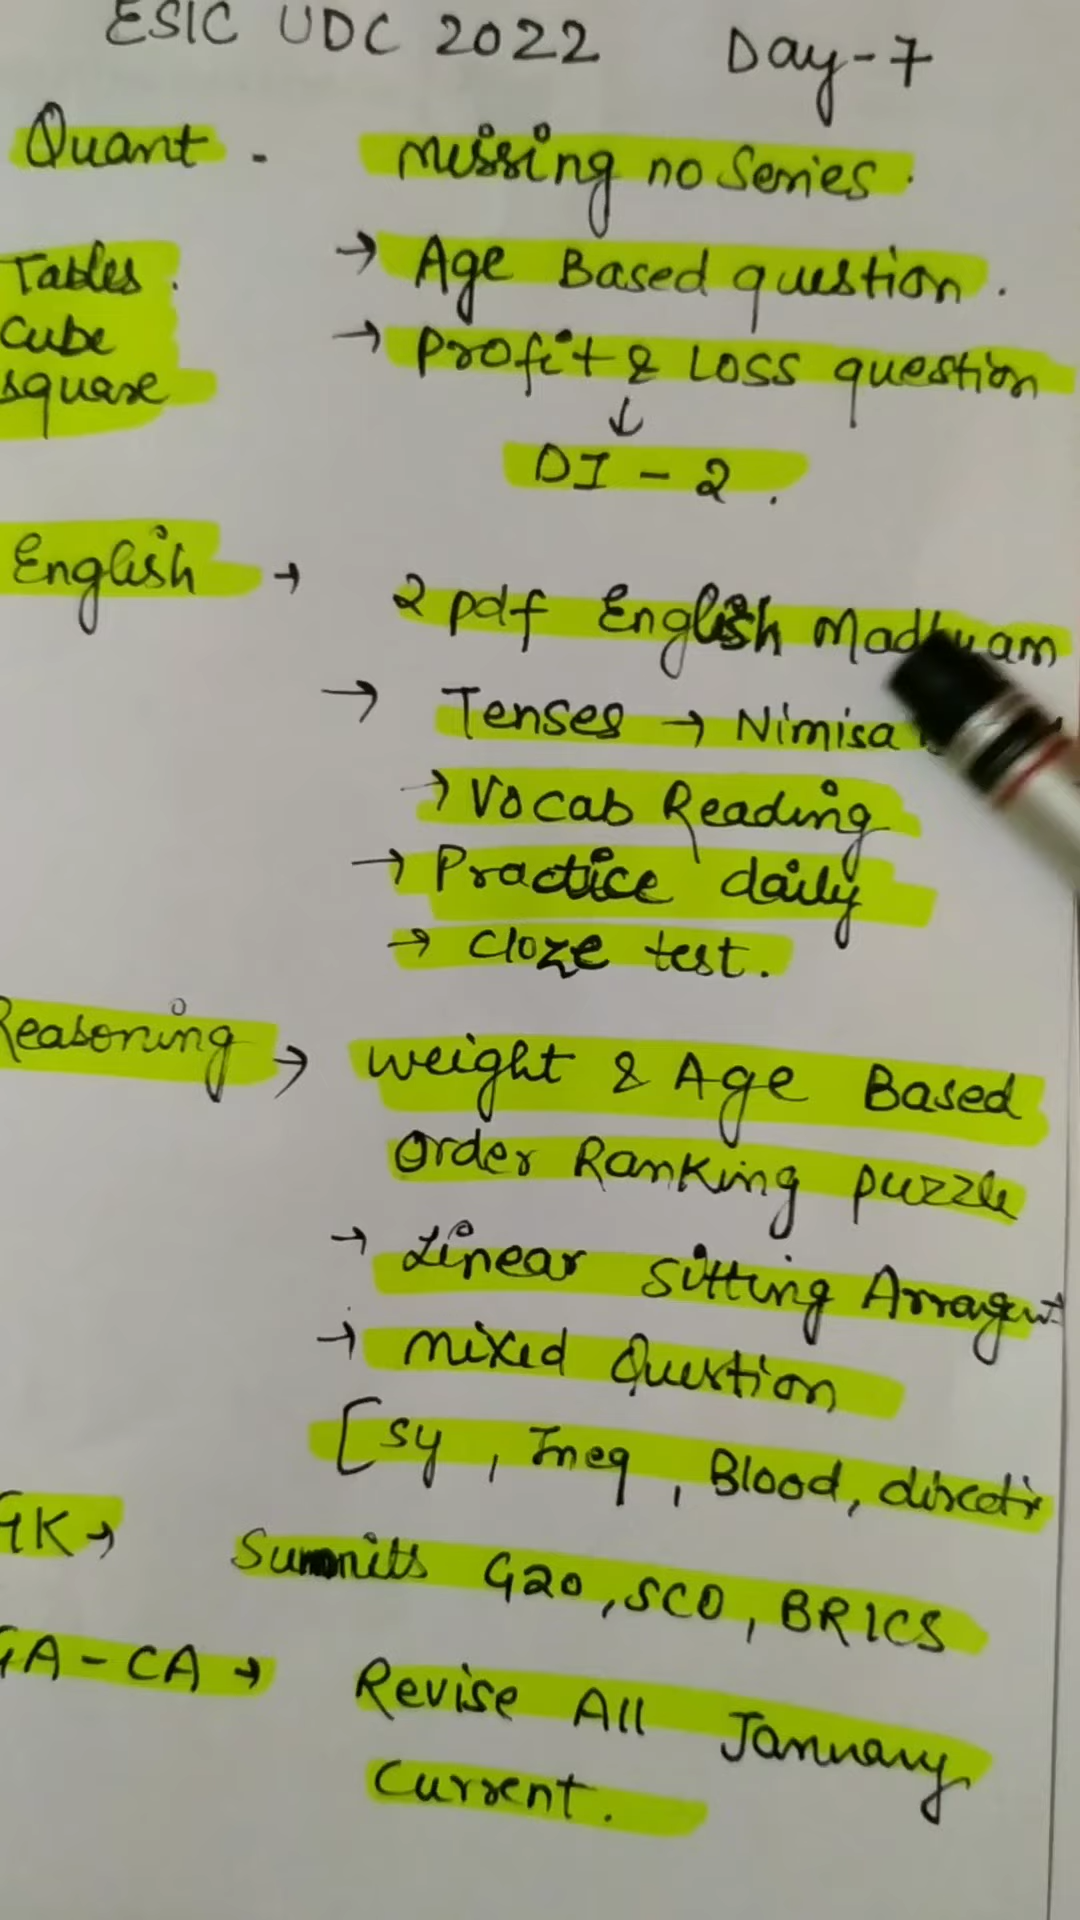 ESIC UDC 2022 Day-7
Quant - missing no Series.
Tables.
Cube
square
→ Age Based question.
→ Profit & Loss question
↓
DI - 2.
English → 2 pdf English
→ Tenses → Nimisa
→ Vocab Reading
→ Practice daily
→ Cloze test.
Reasoning → weight & Age Based
Order Ranking puzzle
→ Linear Sitting
→ mixed Question
[sy, Ineq, Blood,
GK → Summits G20, SCO, BRICS
GA - CA → Revise All January
Current.